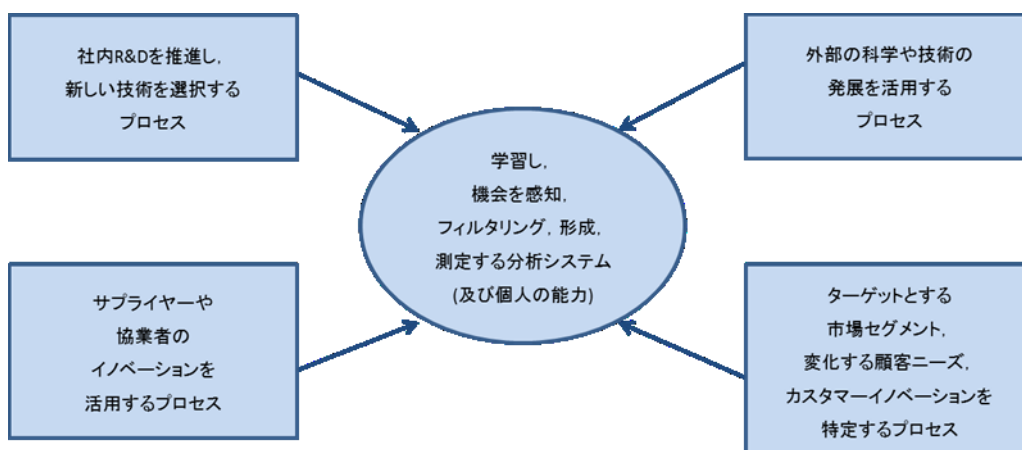 社内R&Dを推進し,
新しい技術を選択する
プロセス
外部の科学や技術の
発展を活用する
プロセス
学習し,
機会を感知,
フィルタリング, 形成,
測定する分析システム
(及び個人の能力)
サプライヤーや
協業者の
イノベーションを
活用するプロセス
ターゲットとする
市場セグメント,
変化する顧客ニーズ,
カスタマーイノベーションを
特定するプロセス